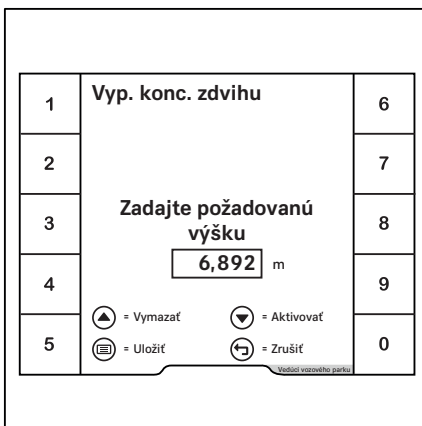 Vyp. konc. zdvihu
1
2
3
4
5
6
7
8
9
0
Zadajte požadovanú
výšku
6,892 m
= Vymazať
= Aktivovať
= Uložiť
= Zrušiť
Vedúci vozového parku